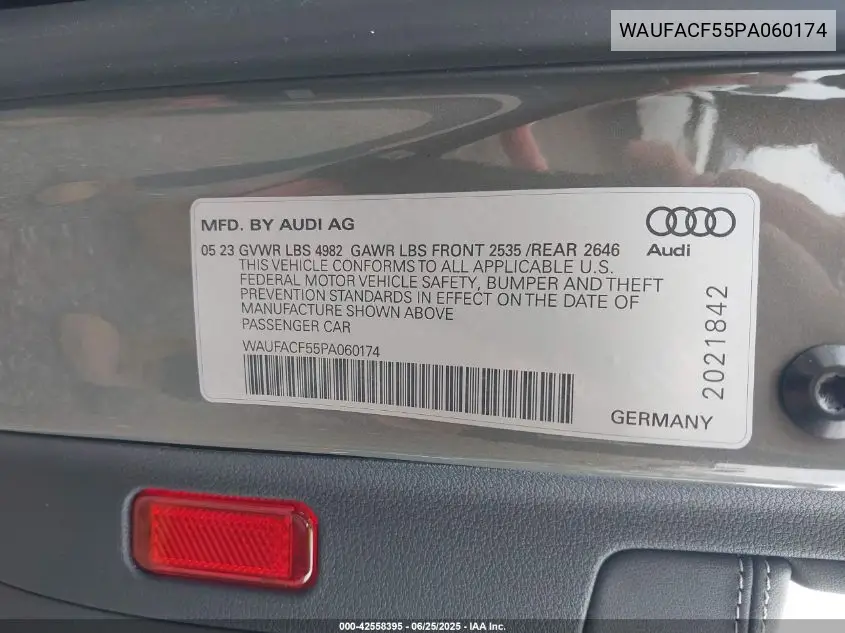 WAUFACF55PA060174
MFD. BY AUDI AG
Audi
05 23 GVWR LBS 4982 GAWR LBS FRONT 2535 /REAR 2646
THIS VEHICLE CONFORMS TO ALL APPLICABLE U.S.
FEDERAL MOTOR VEHICLE SAFETY, BUMPER AND THEFT
PREVENTION STANDARDS IN EFFECT ON THE DATE OF
MANUFACTURE SHOWN ABOVE
PASSENGER CAR
WAUFACF55PA060174
2021842
GERMANY
000-42558395 - 06/25/2025 - IAA Inc.